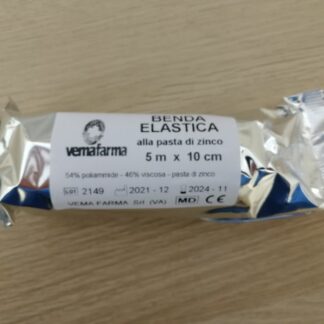 BENDA
ELASTICA
vemafarma
alla pasta di zinco
5 m x 10 cm
54% poliammide - 46% viscosa - pasta di zinco
LOT 2149 2021 - 12 2024 - 11
VEMA FARMA Srl (VA) MD CE